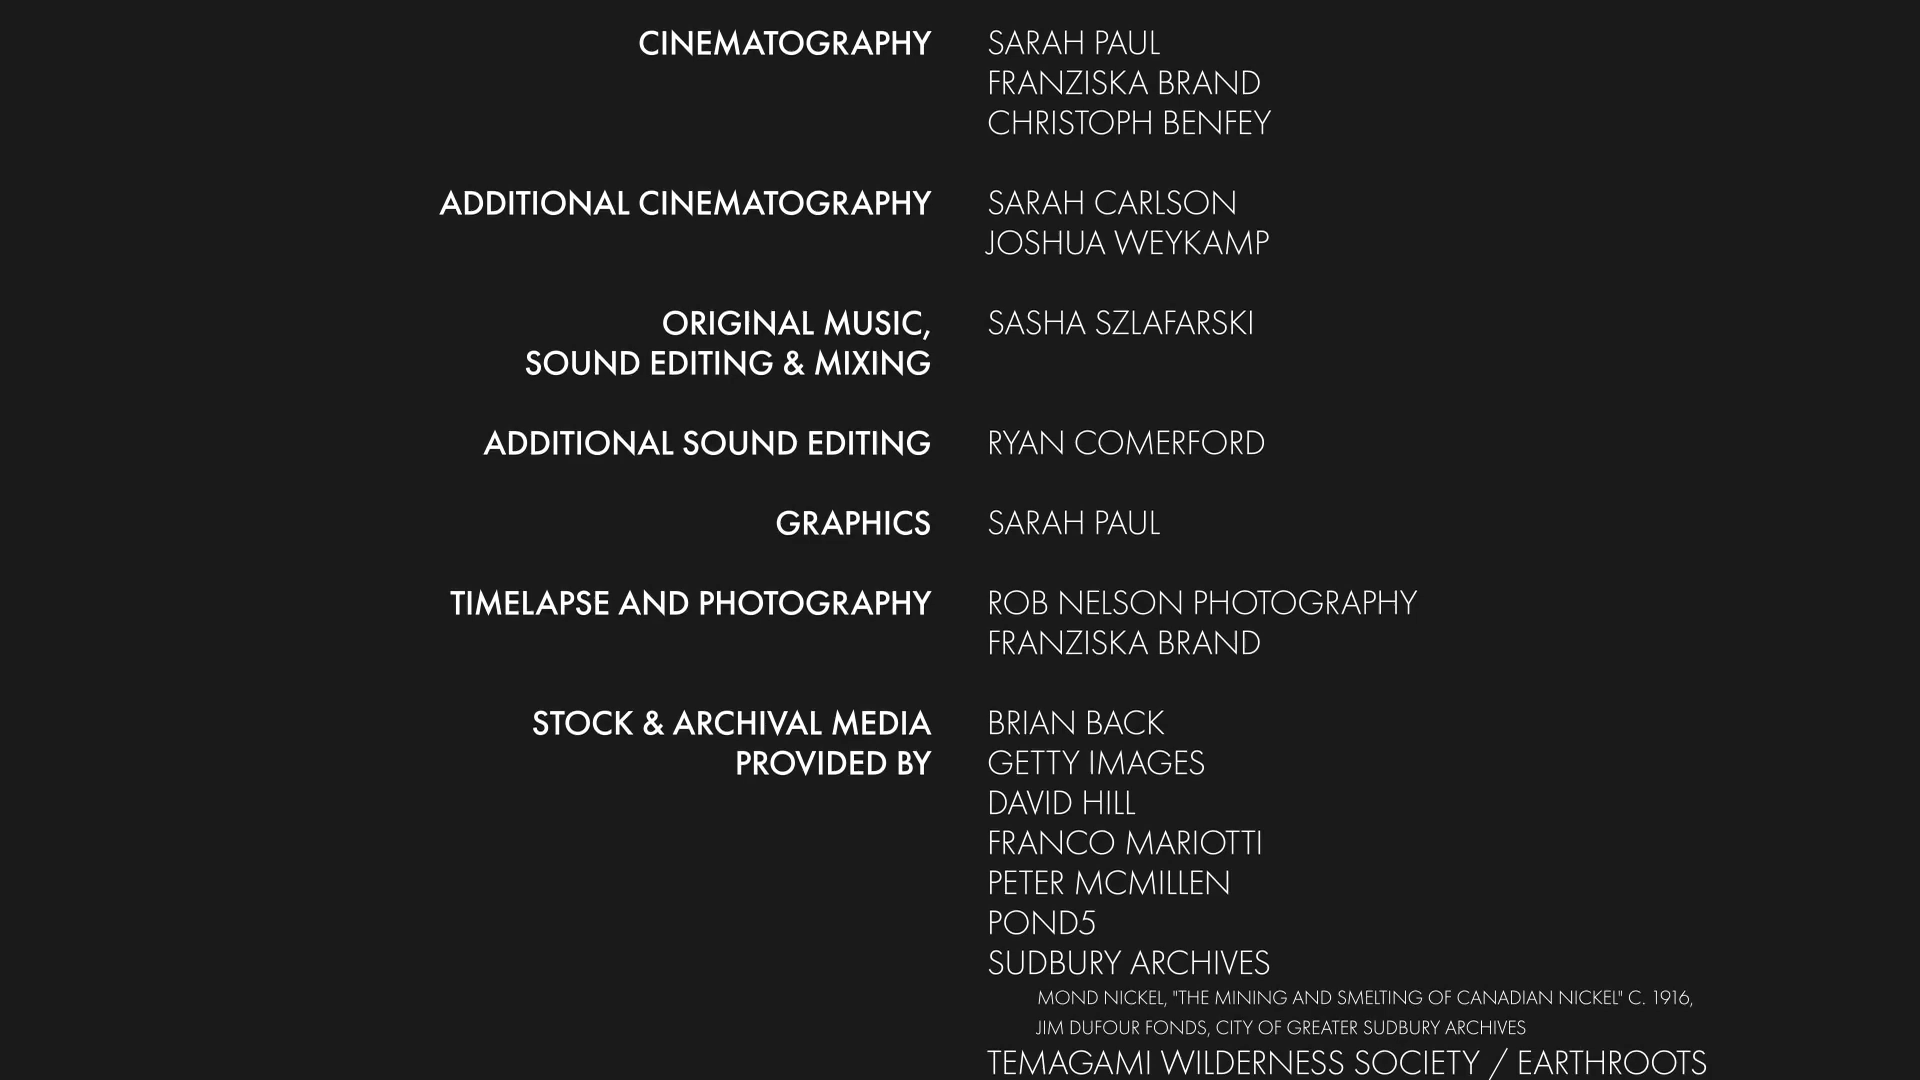 CINEMATOGRAPHY SARAH PAUL
FRANZISKA BRAND
CHRISTOPH BENFEY
ADDITIONAL CINEMATOGRAPHY SARAH CARLSON
JOSHUA WEYKAMP
ORIGINAL MUSIC, SASHA SZLAFARSKI
SOUND EDITING & MIXING
ADDITIONAL SOUND EDITING RYAN COMERFORD
GRAPHICS SARAH PAUL
TIMELAPSE AND PHOTOGRAPHY ROB NELSON PHOTOGRAPHY
FRANZISKA BRAND
STOCK & ARCHIVAL MEDIA BRIAN BACK
PROVIDED BY GETTY IMAGES
DAVID HILL
FRANCO MARIOTTI
PETER MCMILLEN
POND5
SUDBURY ARCHIVES
MOND NICKEL, "THE MINING AND SMELTING OF CANADIAN NICKEL" C. 1916,
JIM DUFOUR FONDS, CITY OF GREATER SUDBURY ARCHIVES
TEMAGAMI WILDERNESS SOCIETY / EARTHROOTS